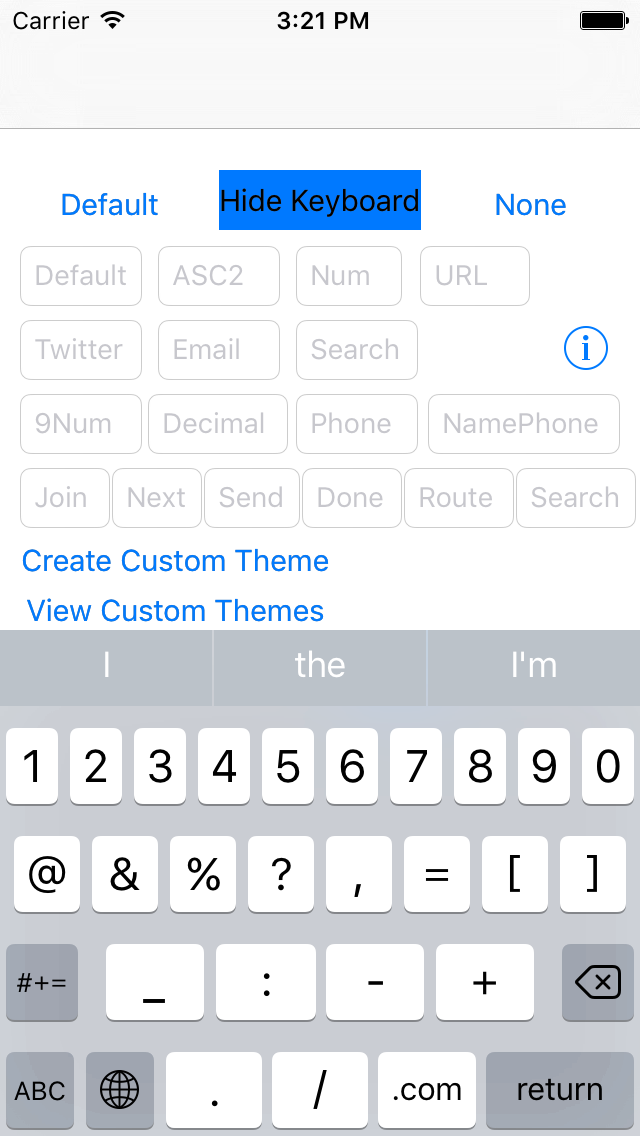 Carrier 3:21 PM
Default Hide Keyboard None
Default ASC2 Num URL
Twitter Email Search i
9Num Decimal Phone NamePhone
Join Next Send Done Route Search
Create Custom Theme
View Custom Themes
I the I'm
1 2 3 4 5 6 7 8 9 0
@ & % ? , = [ ]
#+= _ : - +
ABC . / .com return